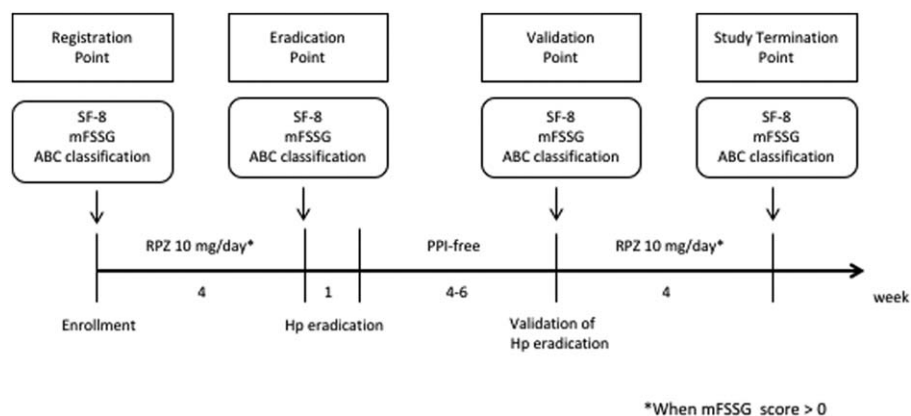 Registration
Point
Eradication
Point
Validation
Point
Study Termination
Point
SF-8
mFSSG
ABC classification
SF-8
mFSSG
ABC classification
SF-8
mFSSG
ABC classification
SF-8
mFSSG
ABC classification
RPZ 10 mg/day*
PPI-free
RPZ 10 mg/day*
4
1
4-6
4
week
Enrollment
Hp eradication
Validation of
Hp eradication
*When mFSSG score > 0